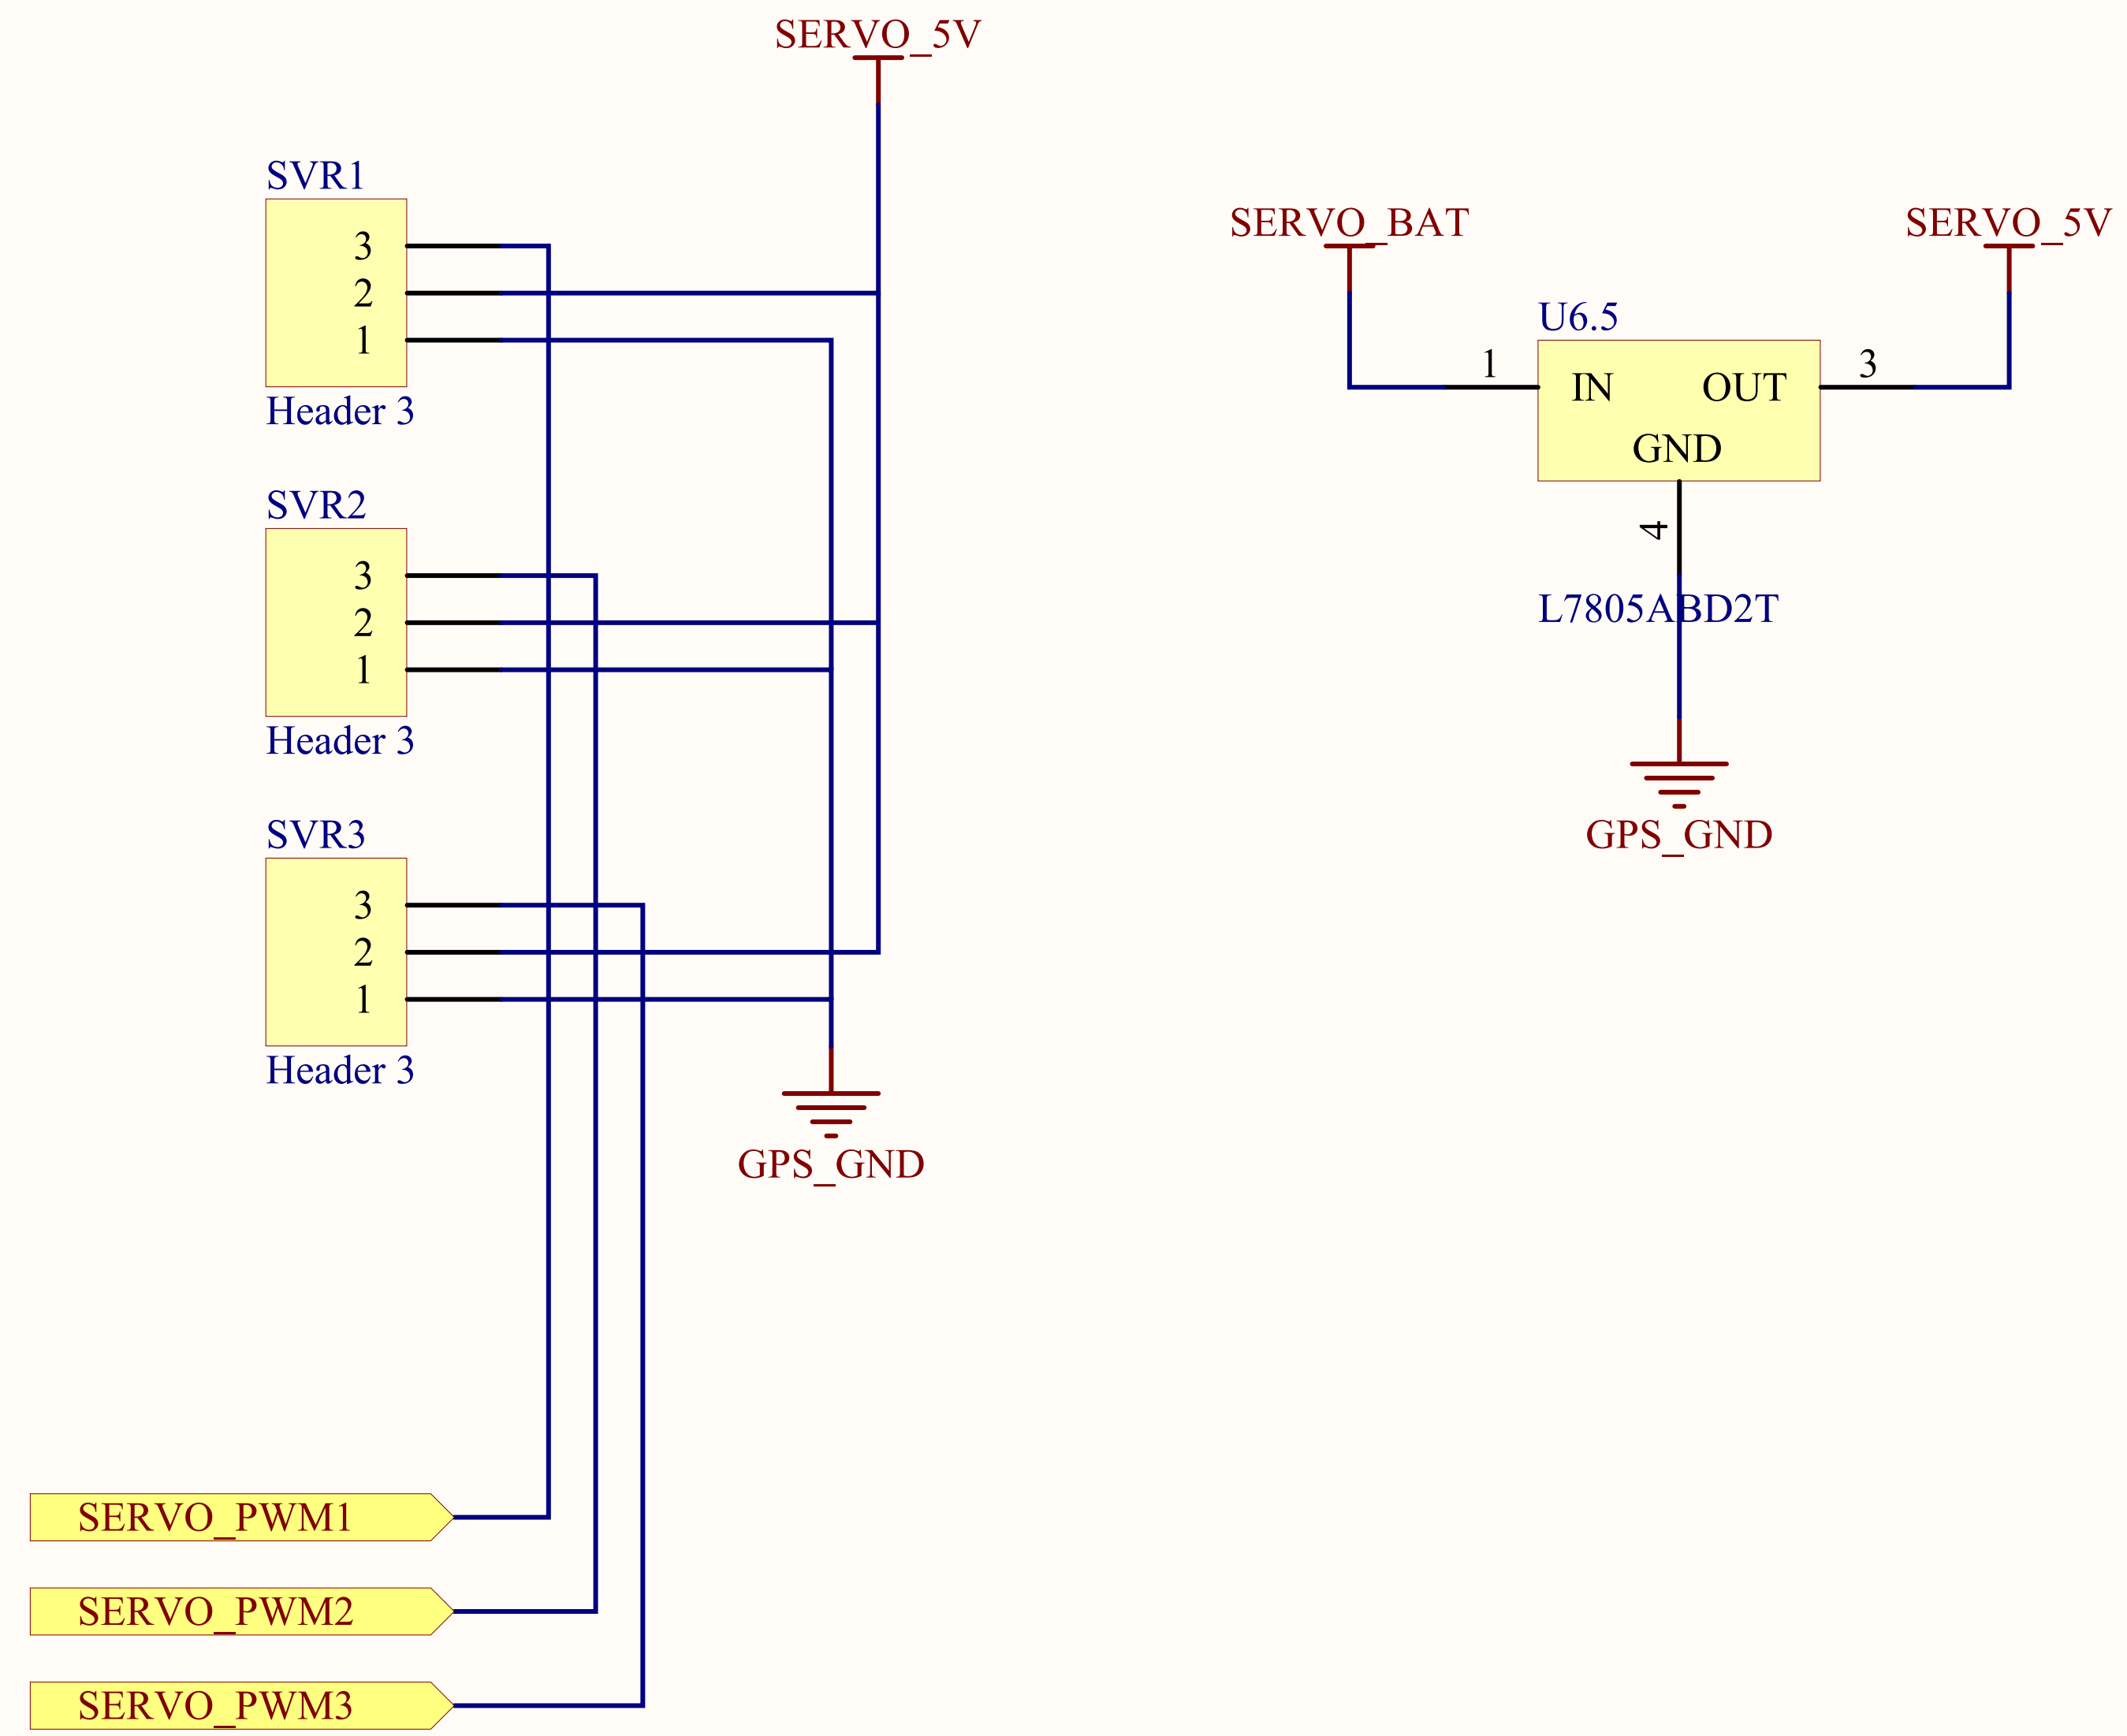 SERVO_5V
SVR1
3
2
1
Header 3
SVR2
3
2
1
Header 3
SVR3
3
2
1
Header 3
GPS_GND
SERVO_PWM1
SERVO_PWM2
SERVO_PWM3
SERVO_BAT
SERVO_5V
U6.5
1
IN
OUT
3
GND
4
L7805ABD2T
GPS_GND